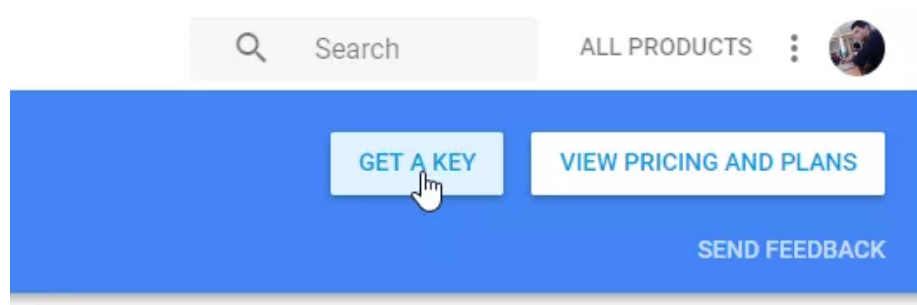 Search ALL PRODUCTS
GET A KEY VIEW PRICING AND PLANS
SEND FEEDBACK